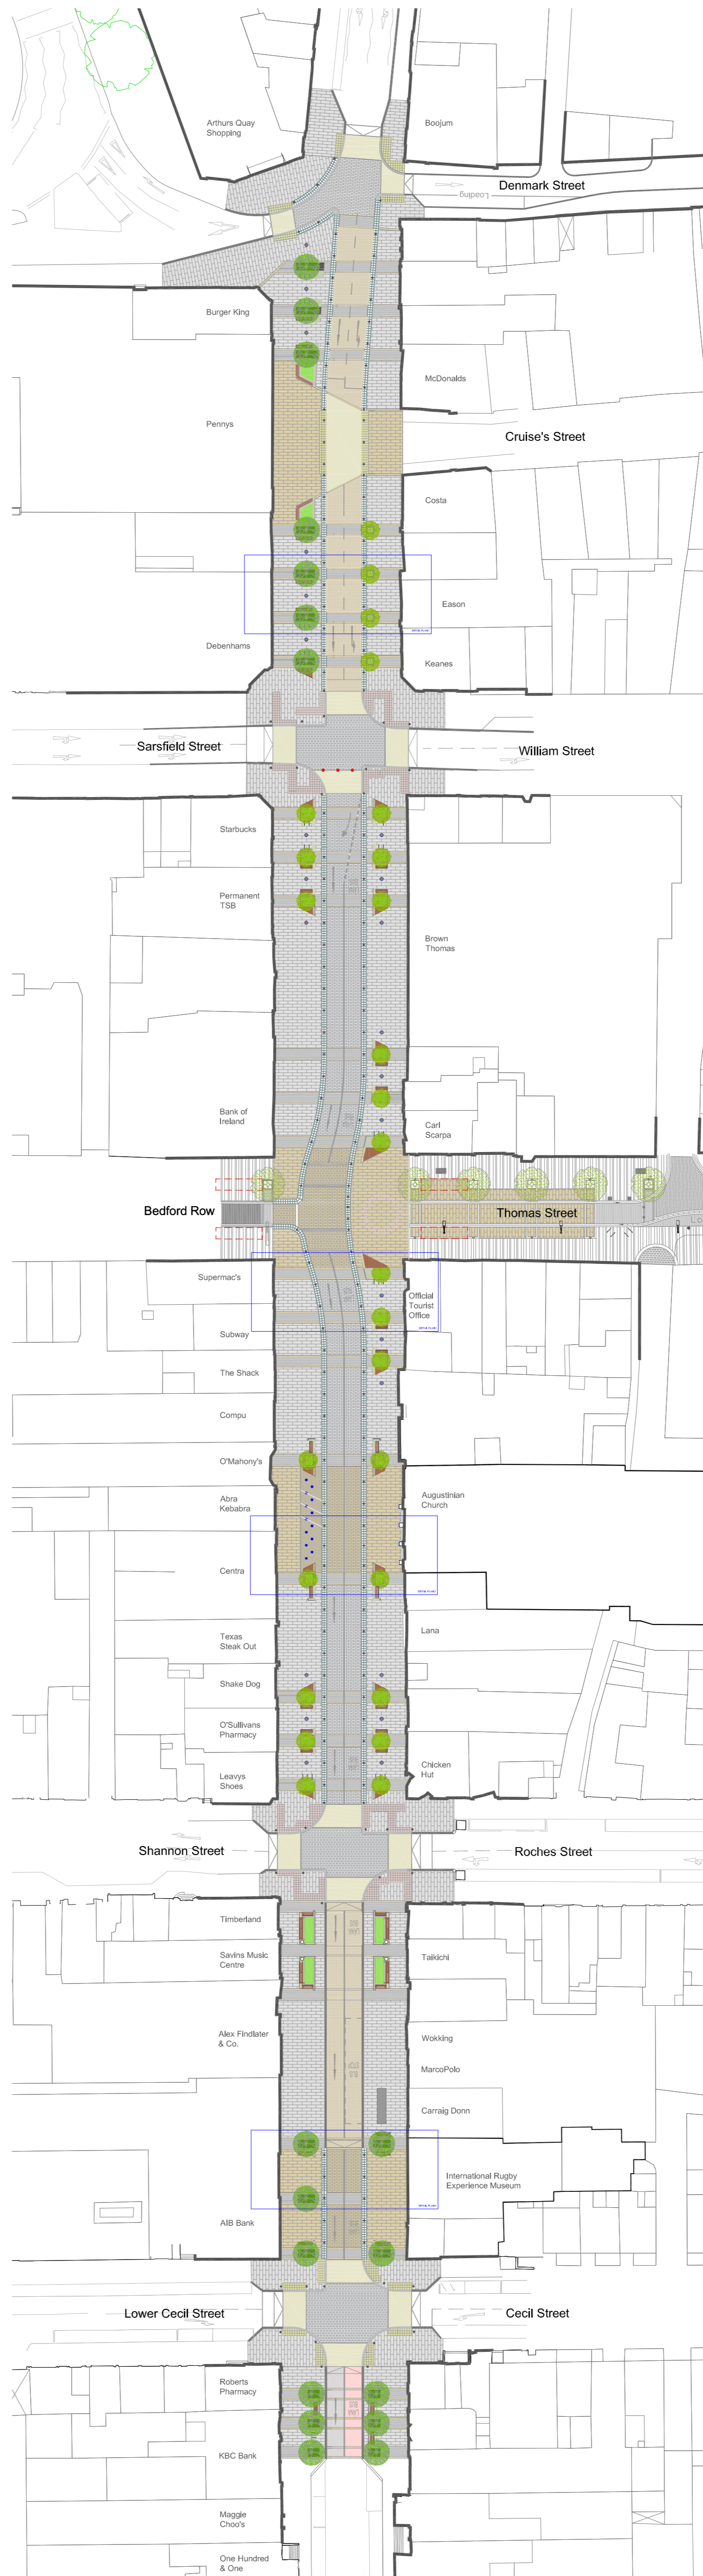 Arthurs Quay
Shopping
Boojum
Denmark Street
Loading
Burger King
McDonalds
Pennys
Cruise's Street
Costa
Eason
Debenhams
Keanes
Sarsfield Street
William Street
Starbucks
Permanent
TSB
Brown
Thomas
Bank of
Ireland
Carl
Scarpa
Bedford Row
Thomas Street
Supermac's
Official
Tourist
Office
Subway
The Shack
Compu
O'Mahony's
Abra
Kebabra
Augustinian
Church
Centra
Texas
Steak Out
Lana
Shake Dog
O'Sullivans
Pharmacy
Leavys
Shoes
Chicken
Hut
Shannon Street
Roches Street
Timberland
Savins Music
Centre
Taikichi
Alex Findlater
& Co.
Wokking
MarcoPolo
Carraig Donn
International Rugby
Experience Museum
AIB Bank
Lower Cecil Street
Cecil Street
Roberts
Pharmacy
KBC Bank
Maggie
Choo's
One Hundred
& One